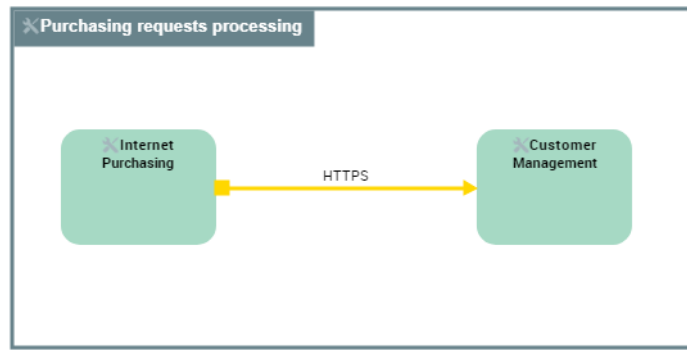 Purchasing requests processing
Internet
Purchasing
HTTPS
Customer
Management